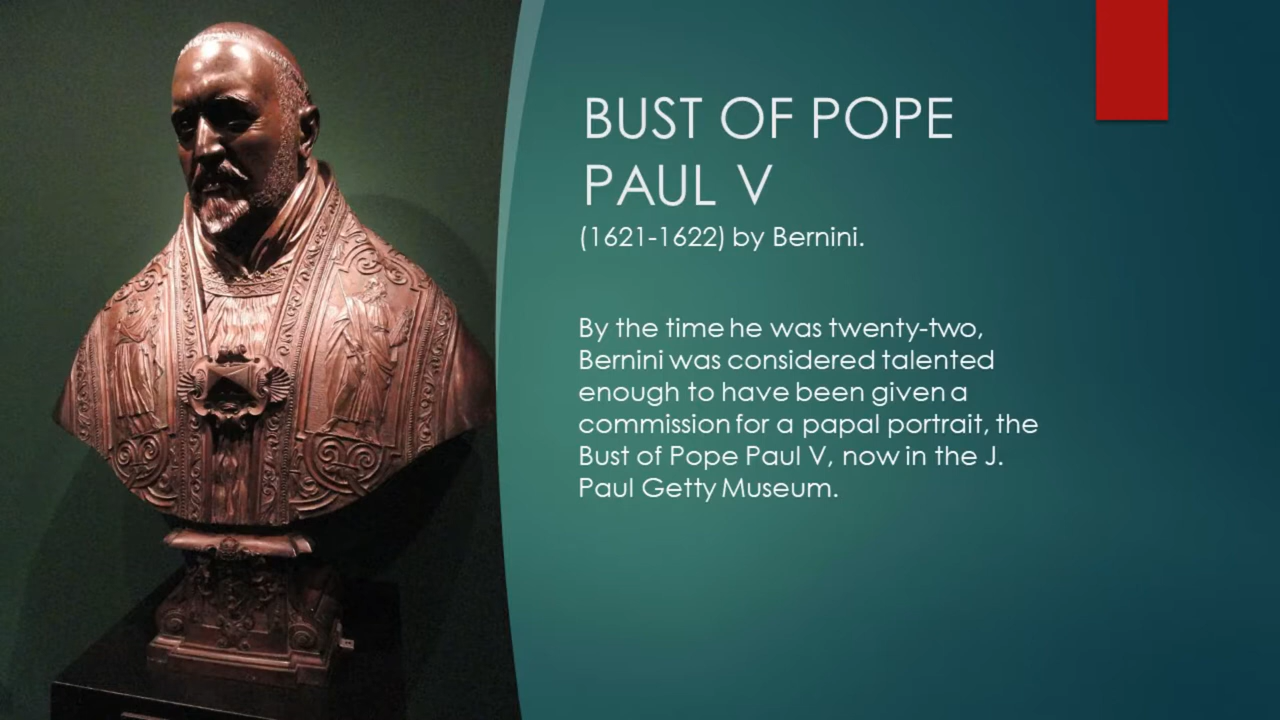 BUST OF POPE
PAUL V
(1621-1622) by Bernini.
By the time he was twenty-two,
Bernini was considered talented
enough to have been given a
commission for a papal portrait, the
Bust of Pope Paul V, now in the J.
Paul Getty Museum.